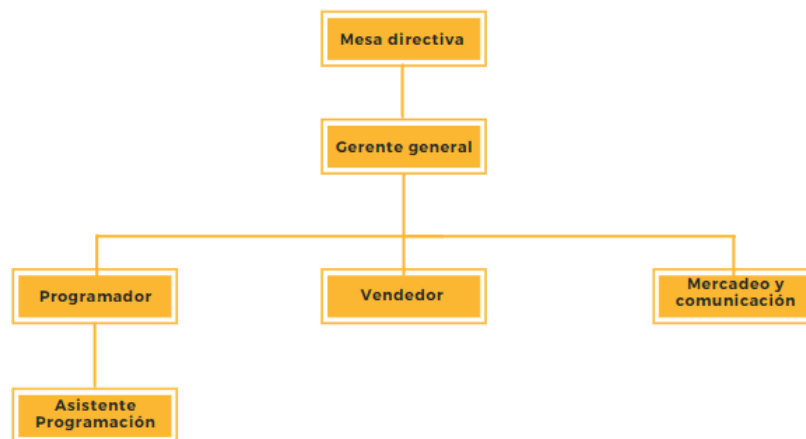 Mesa directiva
Gerente general
Programador
Vendedor
Mercadeo y
comunicación
Asistente
Programación